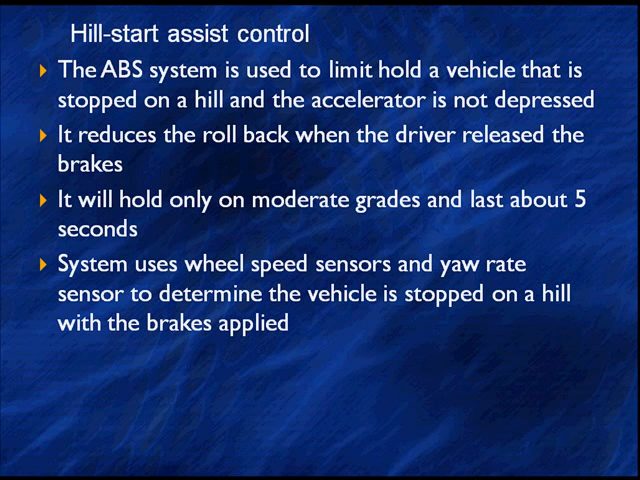 Hill-start assist control
The ABS system is used to limit hold a vehicle that is
stopped on a hill and the accelerator is not depressed
It reduces the roll back when the driver released the
brakes
It will hold only on moderate grades and last about 5
seconds
System uses wheel speed sensors and yaw rate
sensor to determine the vehicle is stopped on a hill
with the brakes applied